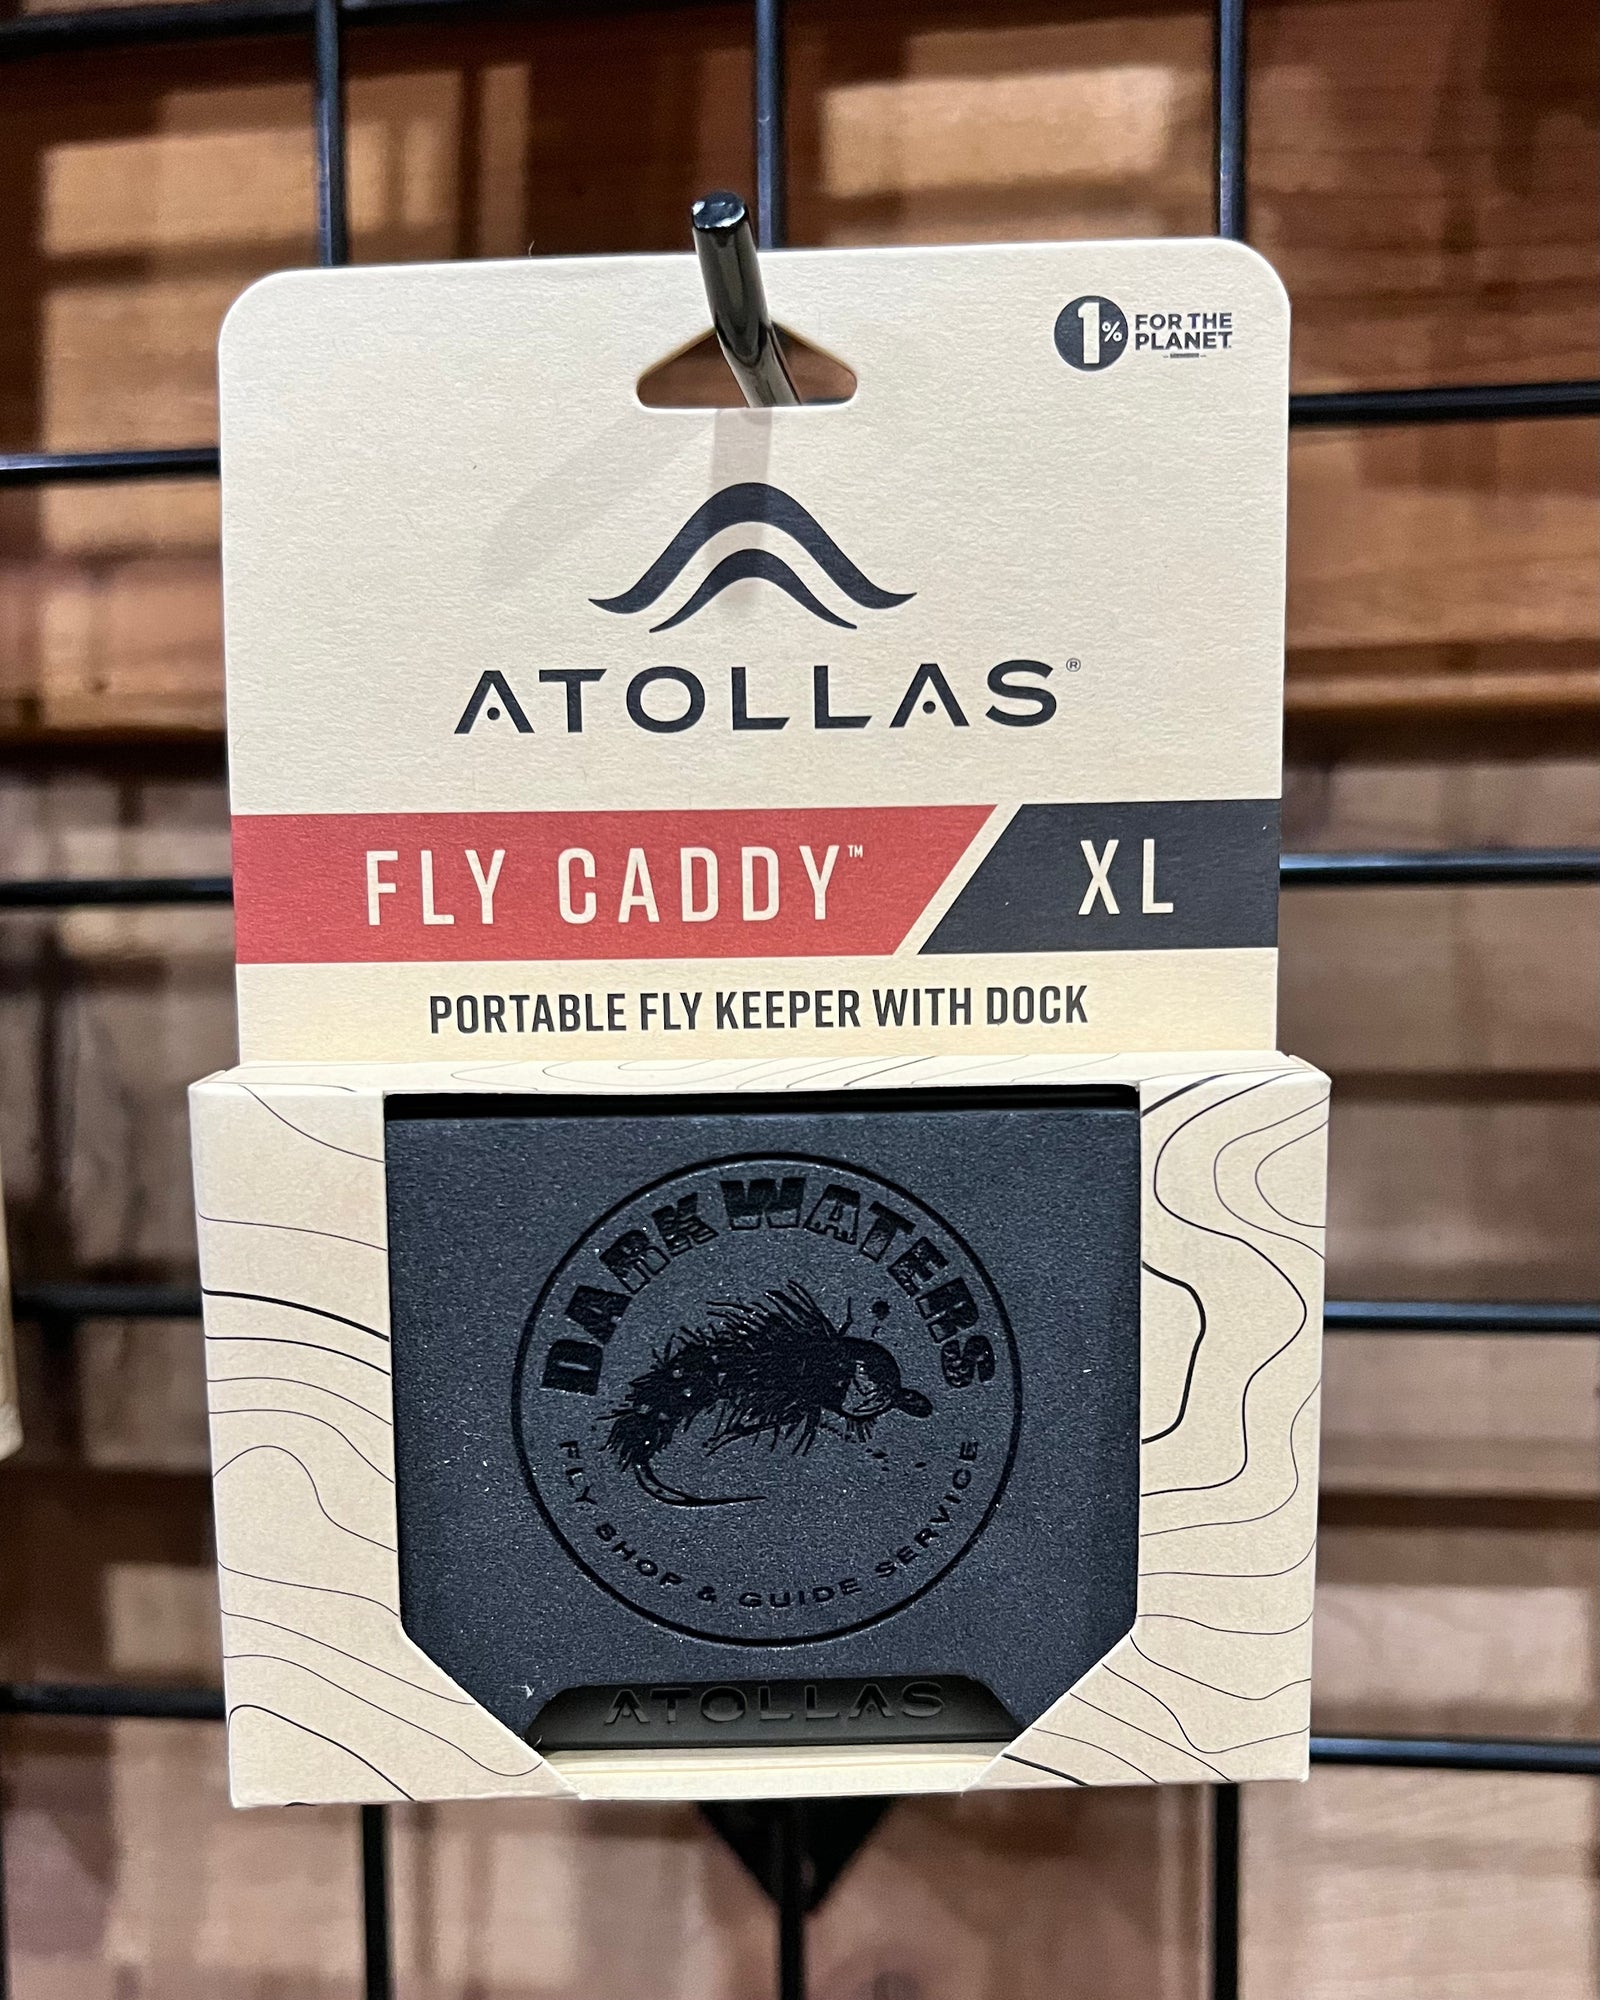 1% FOR THE
PLANET
ATOLLAS®
FLY CADDY™ XL
PORTABLE FLY KEEPER WITH DOCK
DARK WATERS
FLY SHOP & GUIDE SERVICE
ATOLLAS